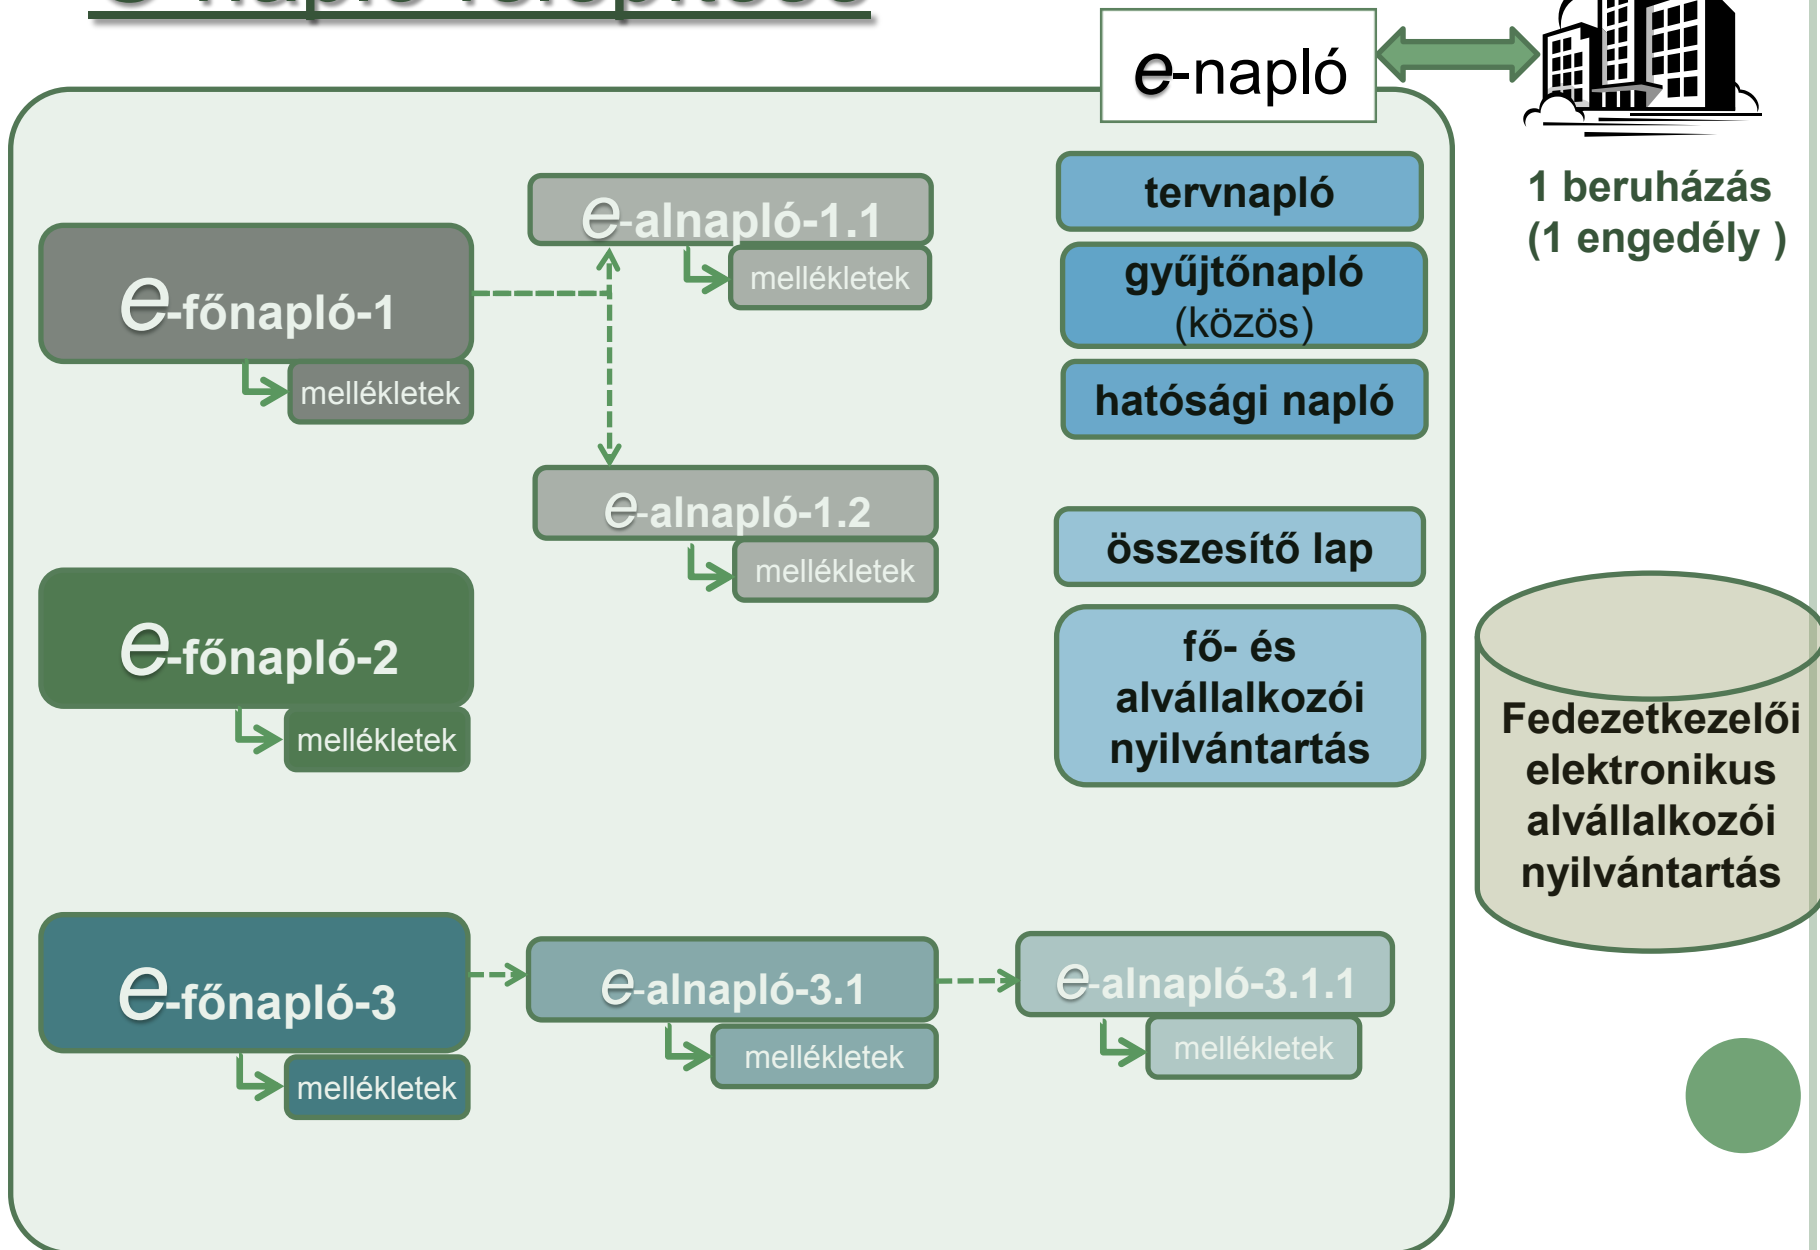 e-napló felépítése
e-napló
1 beruházás
(1 engedély )
e-főnapló-1
mellékletek
e-alnapló-1.1
mellékletek
e-alnapló-1.2
mellékletek
tervnapló
gyűjtőnapló
(közös)
hatósági napló
összesítő lap
fő- és
alvállalkozói
nyilvántartás
e-főnapló-2
mellékletek
Fedezetkezelői
elektronikus
alvállalkozói
nyilvántartás
e-főnapló-3
mellékletek
e-alnapló-3.1
mellékletek
e-alnapló-3.1.1
mellékletek